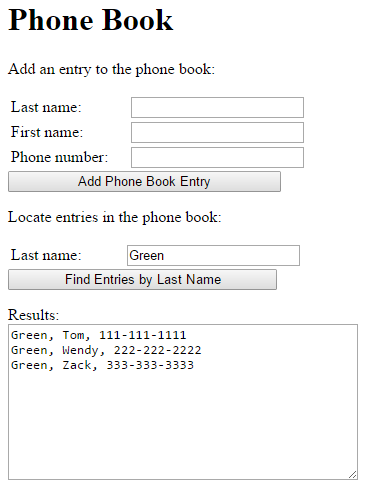 Phone Book
Add an entry to the phone book:
Last name:
First name:
Phone number:
Add Phone Book Entry
Locate entries in the phone book:
Last name: Green
Find Entries by Last Name
Results:
Green, Tom, 111-111-1111
Green, Wendy, 222-222-2222
Green, Zack, 333-333-3333